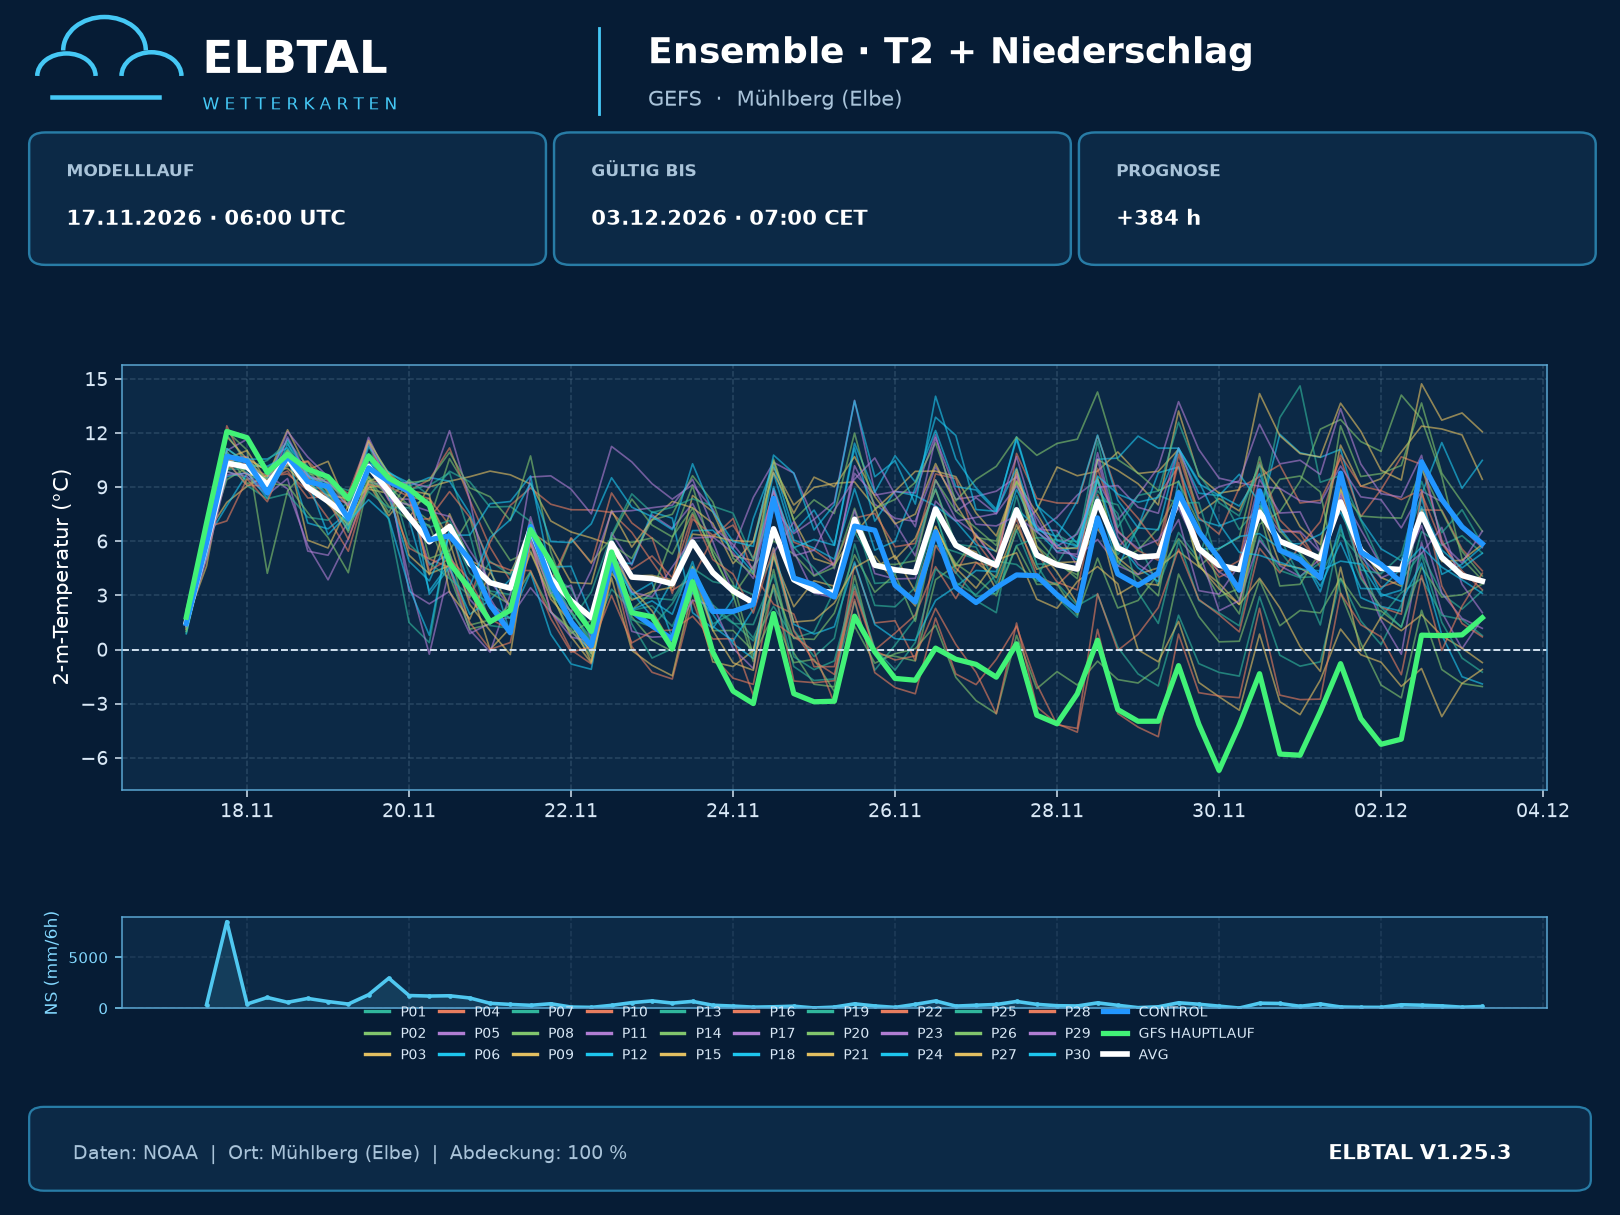 ELBTAL
WETTERKARTEN
Ensemble · T2 + Niederschlag
GEFS · Mühlberg (Elbe)
MODELLLAUF
17.11.2026 · 06:00 UTC
GÜLTIG BIS
03.12.2026 · 07:00 CET
PROGNOSE
+384 h
2-m-Temperatur (°C)
15
12
9
6
3
0
−3
−6
18.11 20.11 22.11 24.11 26.11 28.11 30.11 02.12 04.12
NS (mm/6h)
5000
0
P01 P04 P07 P10 P13 P16 P19 P22 P25 P28 CONTROL
P02 P05 P08 P11 P14 P17 P20 P23 P26 P29 GFS HAUPTLAUF
P03 P06 P09 P12 P15 P18 P21 P24 P27 P30 AVG
Daten: NOAA | Ort: Mühlberg (Elbe) | Abdeckung: 100 %
ELBTAL V1.25.3